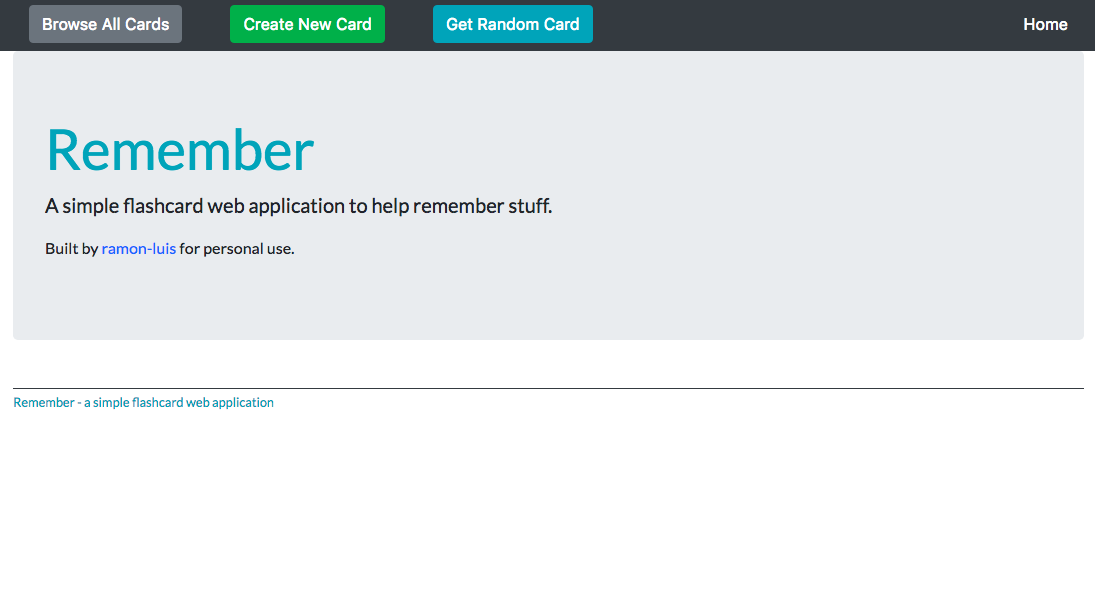 Browse All Cards Create New Card Get Random Card Home
Remember
A simple flashcard web application to help remember stuff.
Built by ramon-luis for personal use.
Remember - a simple flashcard web application